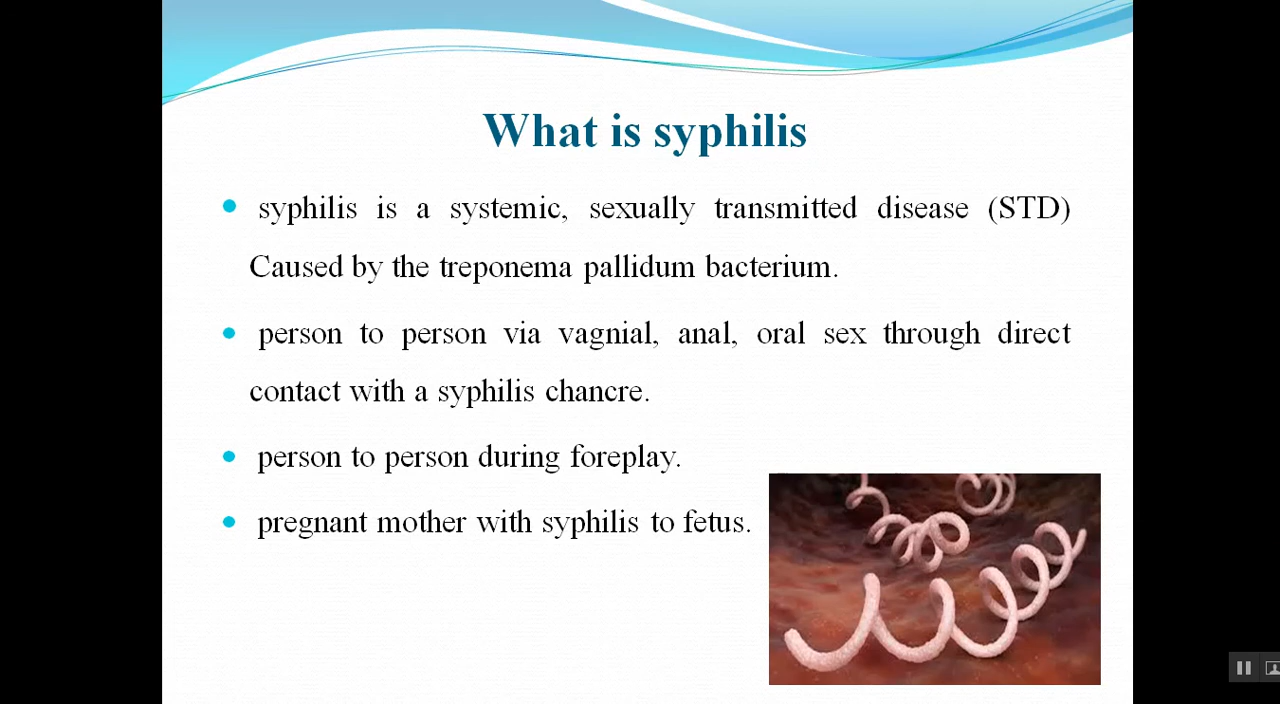 What is syphilis
syphilis is a systemic, sexually transmitted disease (STD)
Caused by the treponema pallidum bacterium.
person to person via vagnial, anal, oral sex through direct
contact with a syphilis chancre.
person to person during foreplay.
pregnant mother with syphilis to fetus.